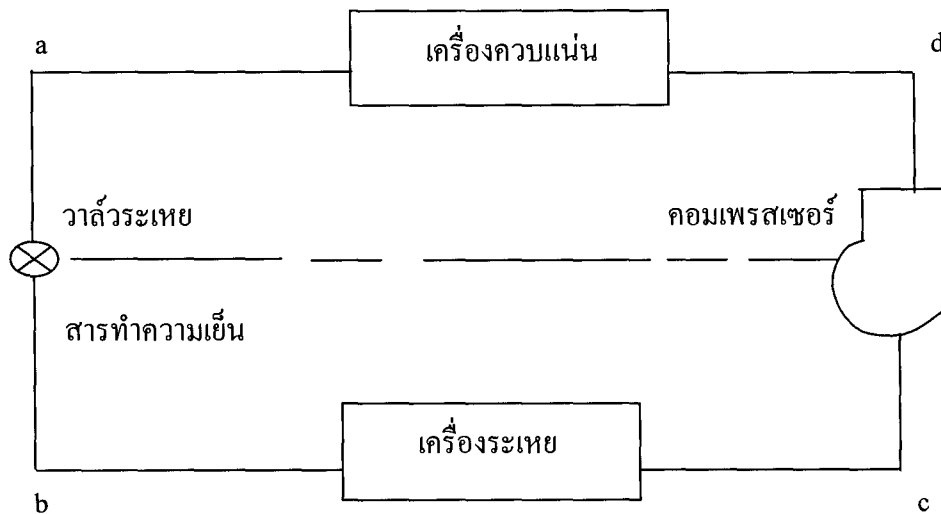 a
เครื่องควบแน่น
d
วาล์วระเหย
คอมเพรสเซอร์
สารทำความเย็น
เครื่องระเหย
b
c